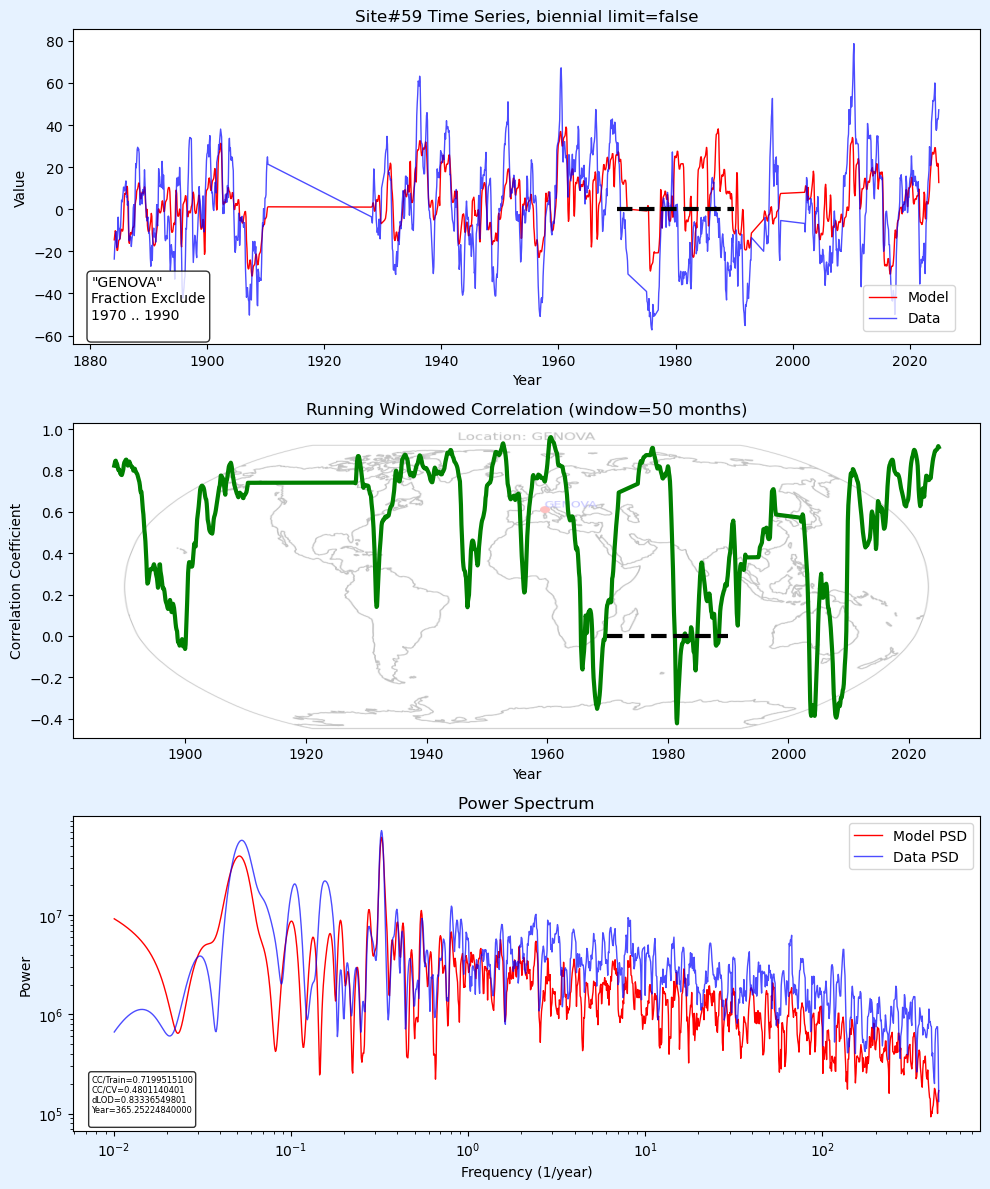 Site#59 Time Series, biennial limit=false
80
60
40
20
0
−20
−40
−60
Value
"GENOVA"
Fraction Exclude
1970 .. 1990
Model
Data
1880
1900
1920
1940
1960
1980
2000
2020
Year
Running Windowed Correlation (window=50 months)
Location: GENOVA
GENOVA
1.0
0.8
0.6
0.4
0.2
0.0
−0.2
−0.4
Correlation Coefficient
1900
1920
1940
1960
1980
2000
2020
Year
Power Spectrum
Model PSD
Data PSD
10⁷
10⁶
10⁵
Power
CC/Train=0.7199515100
CC/CV=0.4801140401
dLOD=0.83336549801
Year=365.25224840000
10⁻²
10⁻¹
10⁰
10¹
10²
Frequency (1/year)